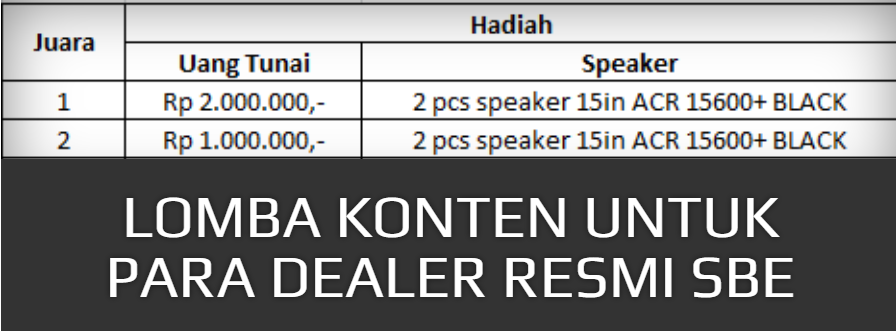 Juara Hadiah
Uang Tunai Speaker
1 Rp 2.000.000,- 2 pcs speaker 15in ACR 15600+ BLACK
2 Rp 1.000.000,- 2 pcs speaker 15in ACR 15600+ BLACK
LOMBA KONTEN UNTUK
PARA DEALER RESMI SBE